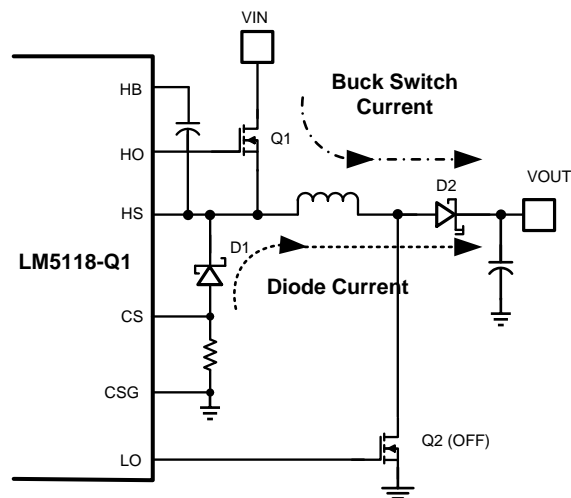 VIN
HB
Buck Switch
Current
Q1
HO
VOUT
D2
HS
D1
LM5118-Q1
Diode Current
CS
CSG
Q2 (OFF)
LO